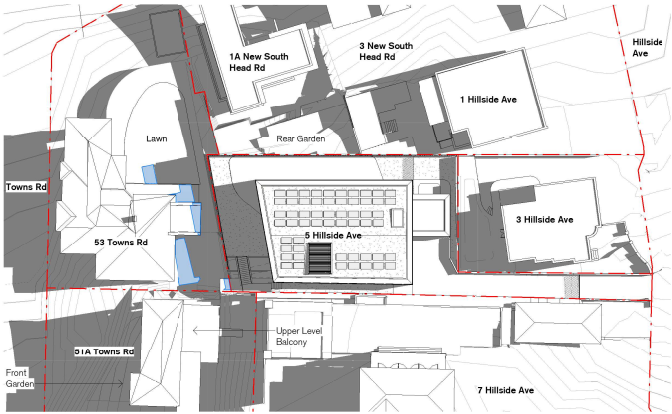 1A New South
Head Rd
3 New South
Head Rd
Hillside
Ave
1 Hillside Ave
Lawn
Rear Garden
Towns Rd
5 Hillside Ave
3 Hillside Ave
53 Towns Rd
Upper Level
Balcony
51A Towns Rd
Front
Garden
7 Hillside Ave